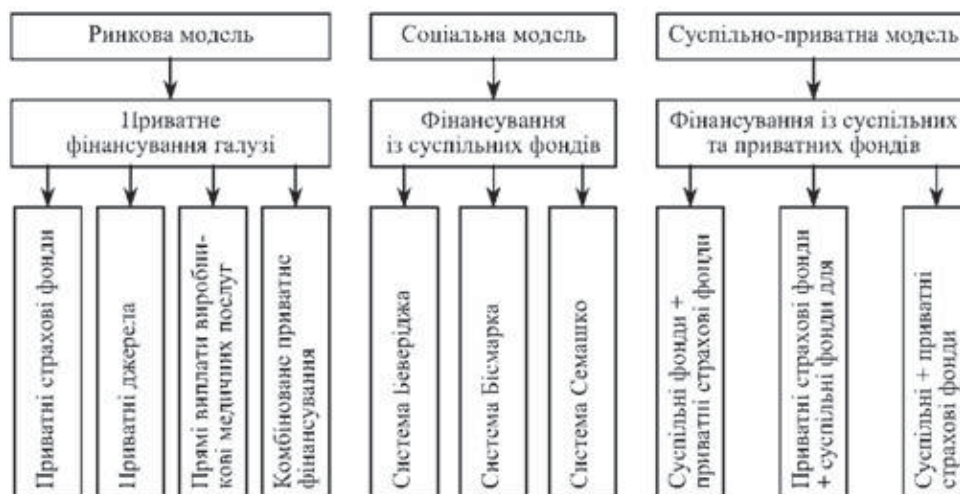 Ринкова модель
Соціальна модель
Суспільно-приватна модель
Приватне
фінансування галузі
Фінансування
із суспільних фондів
Фінансування із суспільних
та приватних фондів
Приватні страхові фонди
Приватні джерела
Прямі виплати виробни-
кові медичних послуг
Комбіноване приватне
фінансування
Система Беверіджа
Система Бісмарка
Система Семашко
Суспільні фонди +
приватні страхові фонди
Приватні страхові фонди
+ суспільні фонди для
Суспільні + приватні
страхові фонди